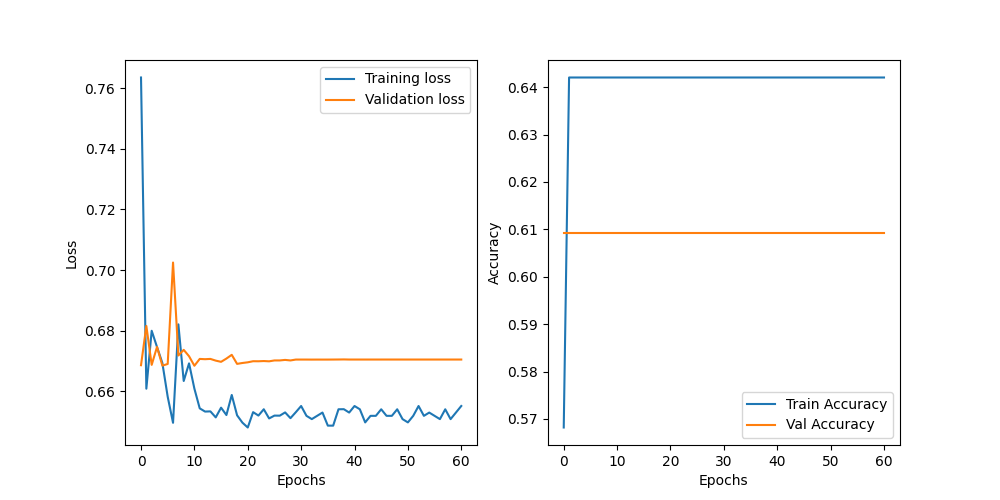 0.76
0.74
0.72
0.70
0.68
0.66
Loss
0 10 20 30 40 50 60
Epochs
Training loss
Validation loss
0.64
0.63
0.62
0.61
0.60
0.59
0.58
0.57
Accuracy
0 10 20 30 40 50 60
Epochs
Train Accuracy
Val Accuracy